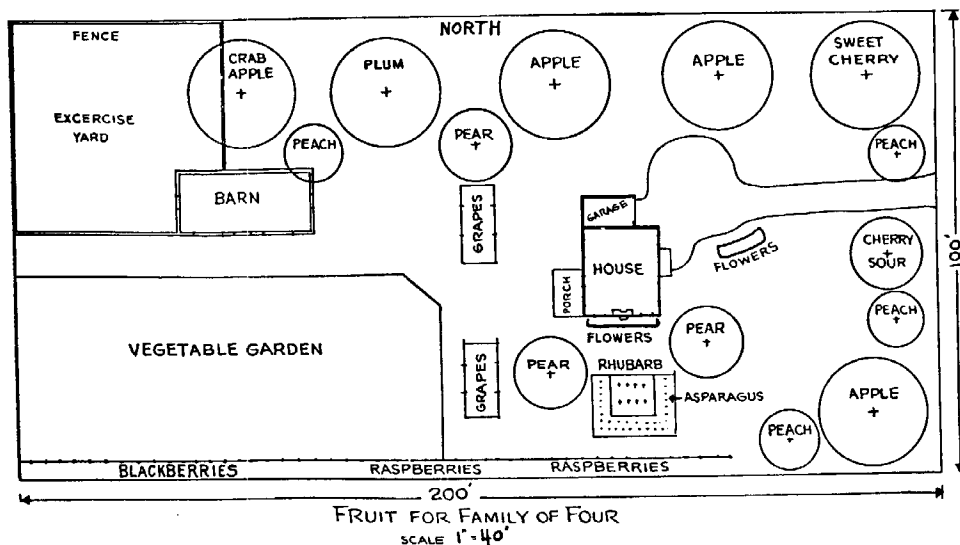 NORTH
FENCE
EXCERCISE
YARD
CRAB
APPLE
PLUM
APPLE
APPLE
SWEET
CHERRY
PEACH
PEAR
PEACH
BARN
GRAPES
GARAGE
HOUSE
PORCH
FLOWERS
FLOWERS
CHERRY
SOUR
PEACH
100'
VEGETABLE GARDEN
GRAPES
PEAR
RHUBARB
ASPARAGUS
PEAR
APPLE
PEACH
BLACKBERRIES
RASPBERRIES
RASPBERRIES
200'
FRUIT FOR FAMILY OF FOUR
SCALE 1"=40'